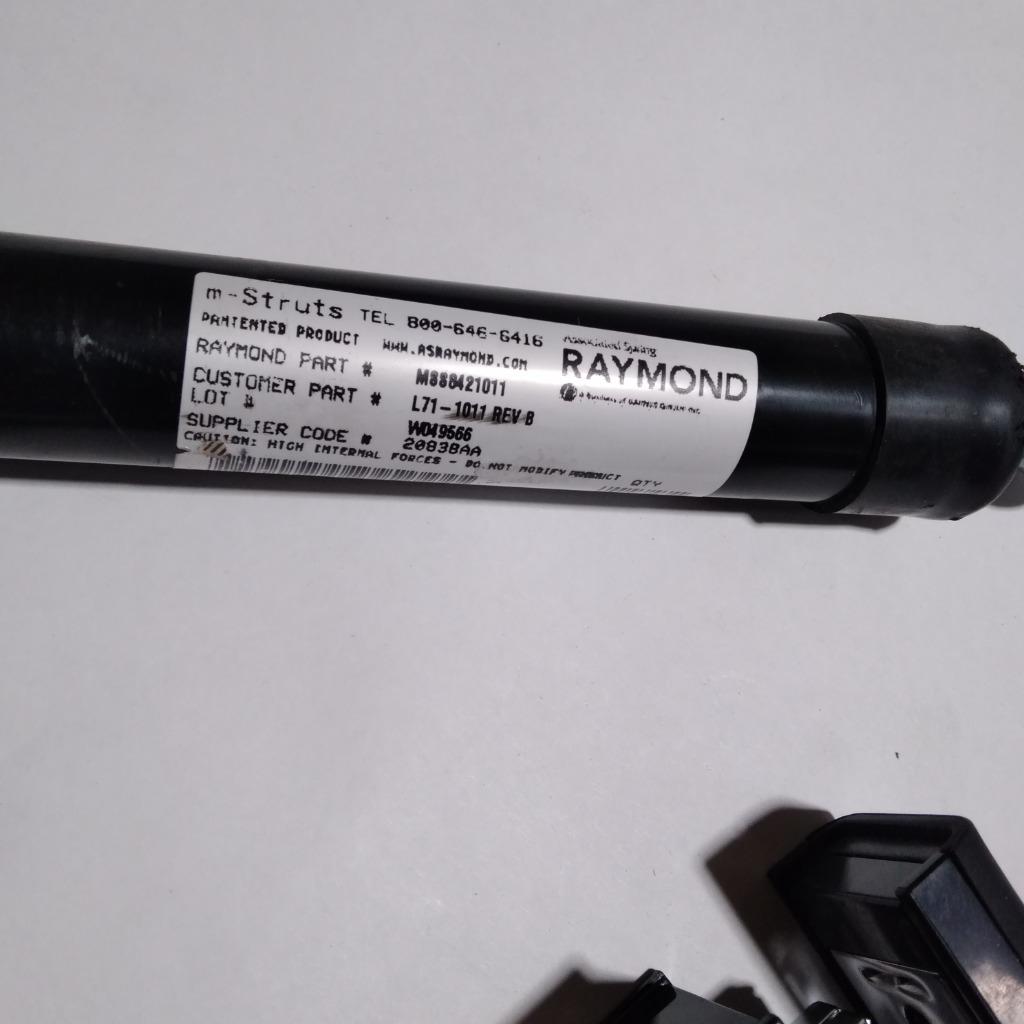 m-Struts TEL 800-646-6416
PANTENTED PRODUCT WWW.ASRAYMOND.COM
RAYMOND PART # M888421011
CUSTOMER PART # L71-1011 REV B
LOT # W049566
SUPPLIER CODE # 20838AA
CAUTION: HIGH INTERNAL FORCES - DO NOT MODIFY PRODUCT QTY
Associated Spring
RAYMOND